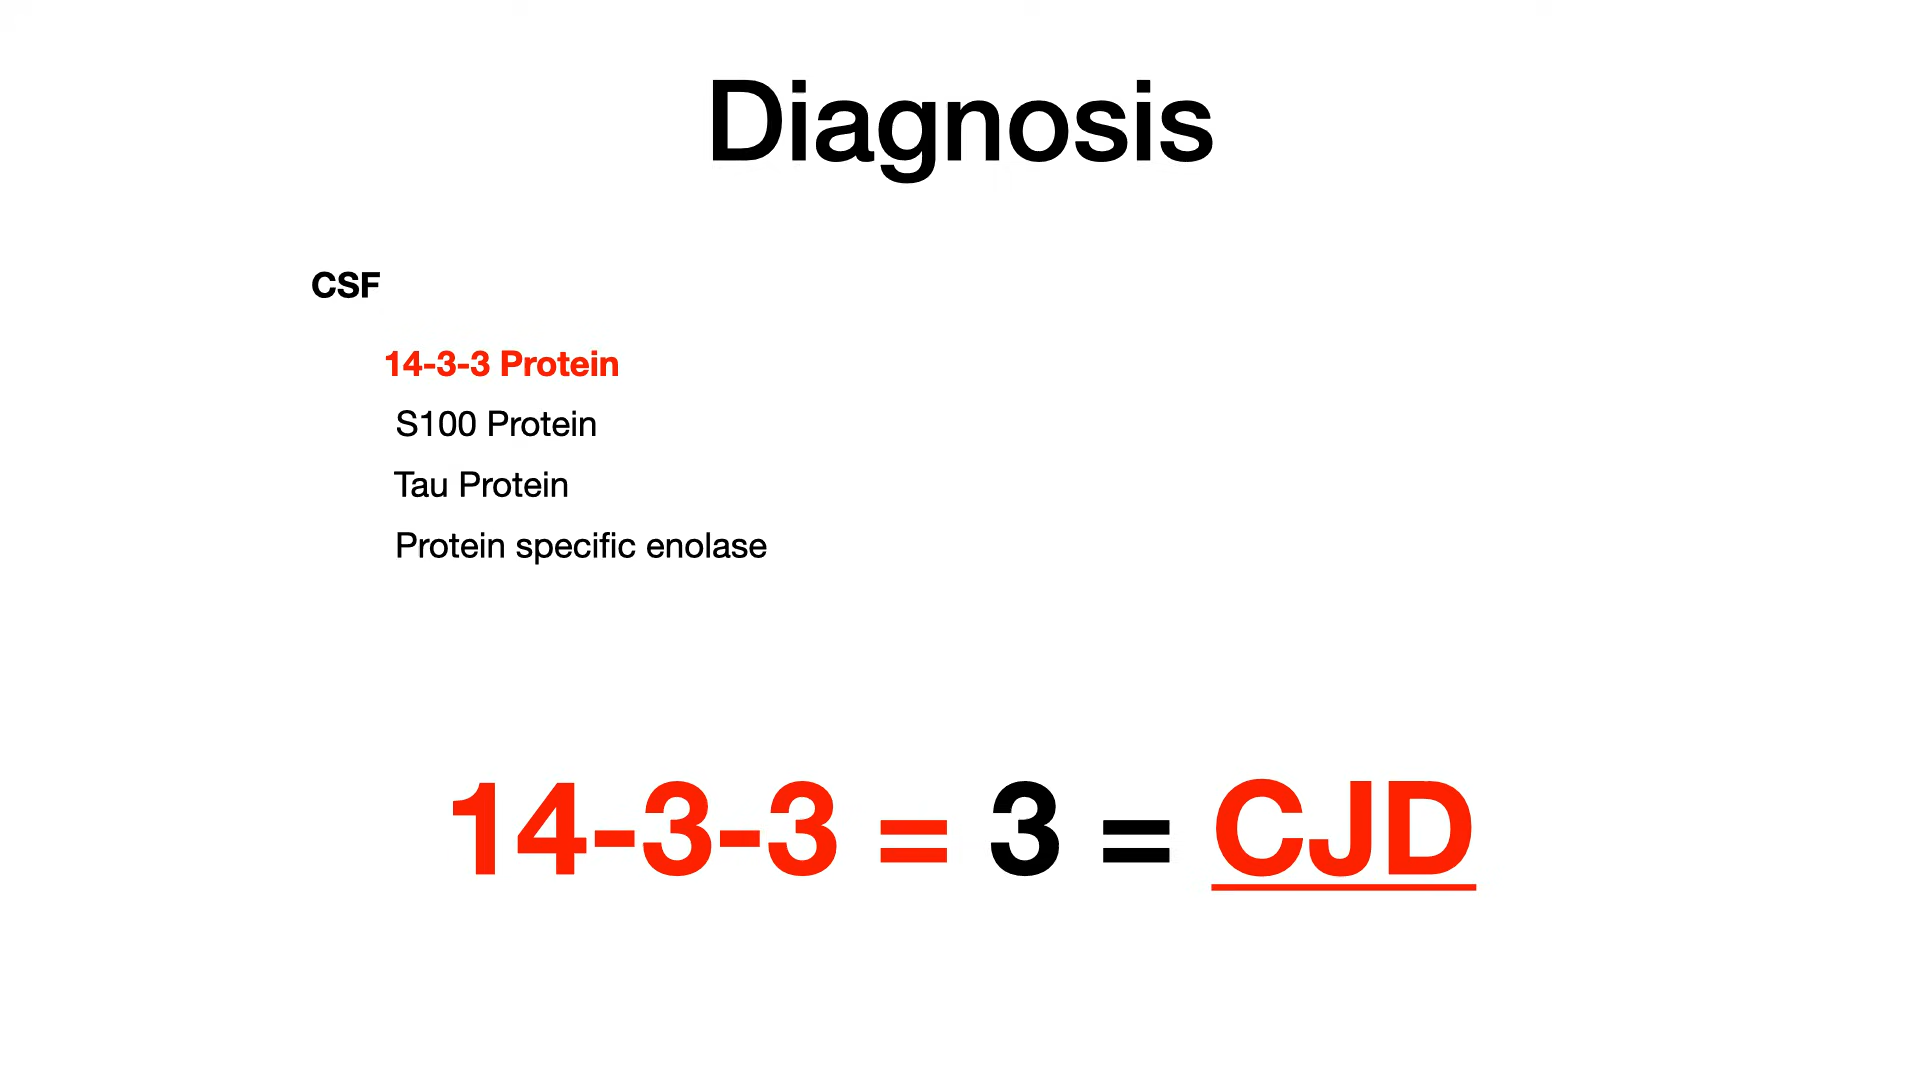 Diagnosis
CSF
14-3-3 Protein
S100 Protein
Tau Protein
Protein specific enolase
14-3-3 = 3 = CJD